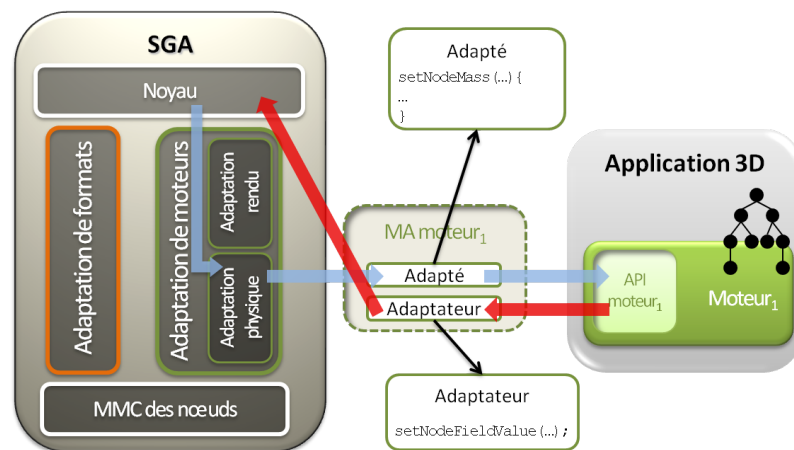 SGA
Noyau
Adaptation de formats
Adaptation de moteurs
Adaptation
rendu
Adaptation
physique
MMC des nœuds
Adapté
setNodeMass(…){
…
}
MA moteur₁
Adapté
Adaptateur
Adaptateur
setNodeFieldValue(…);
Application 3D
API
moteur₁
Moteur₁